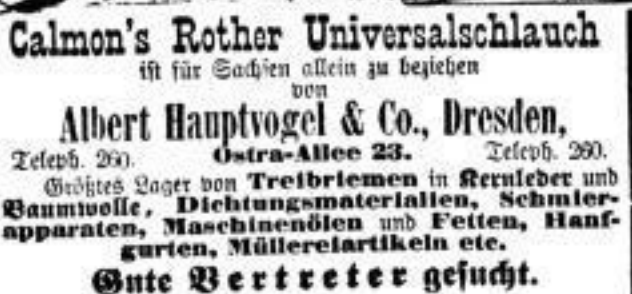 Calmon's Rother Universalschlauch
ist für Sachsen allein zu beziehen
von
Albert Hauptvogel & Co., Dresden,
Teleph. 260. Ostra-Allee 23. Teleph. 260.
Größtes Lager von Treibriemen in Kernleder und
Baumwolle, Dichtungsmaterialien, Schmier-
apparaten, Maschinenölen und Fetten, Hanf-
gurten, Müllereiartikeln etc.
Gute Vertreter gesucht.